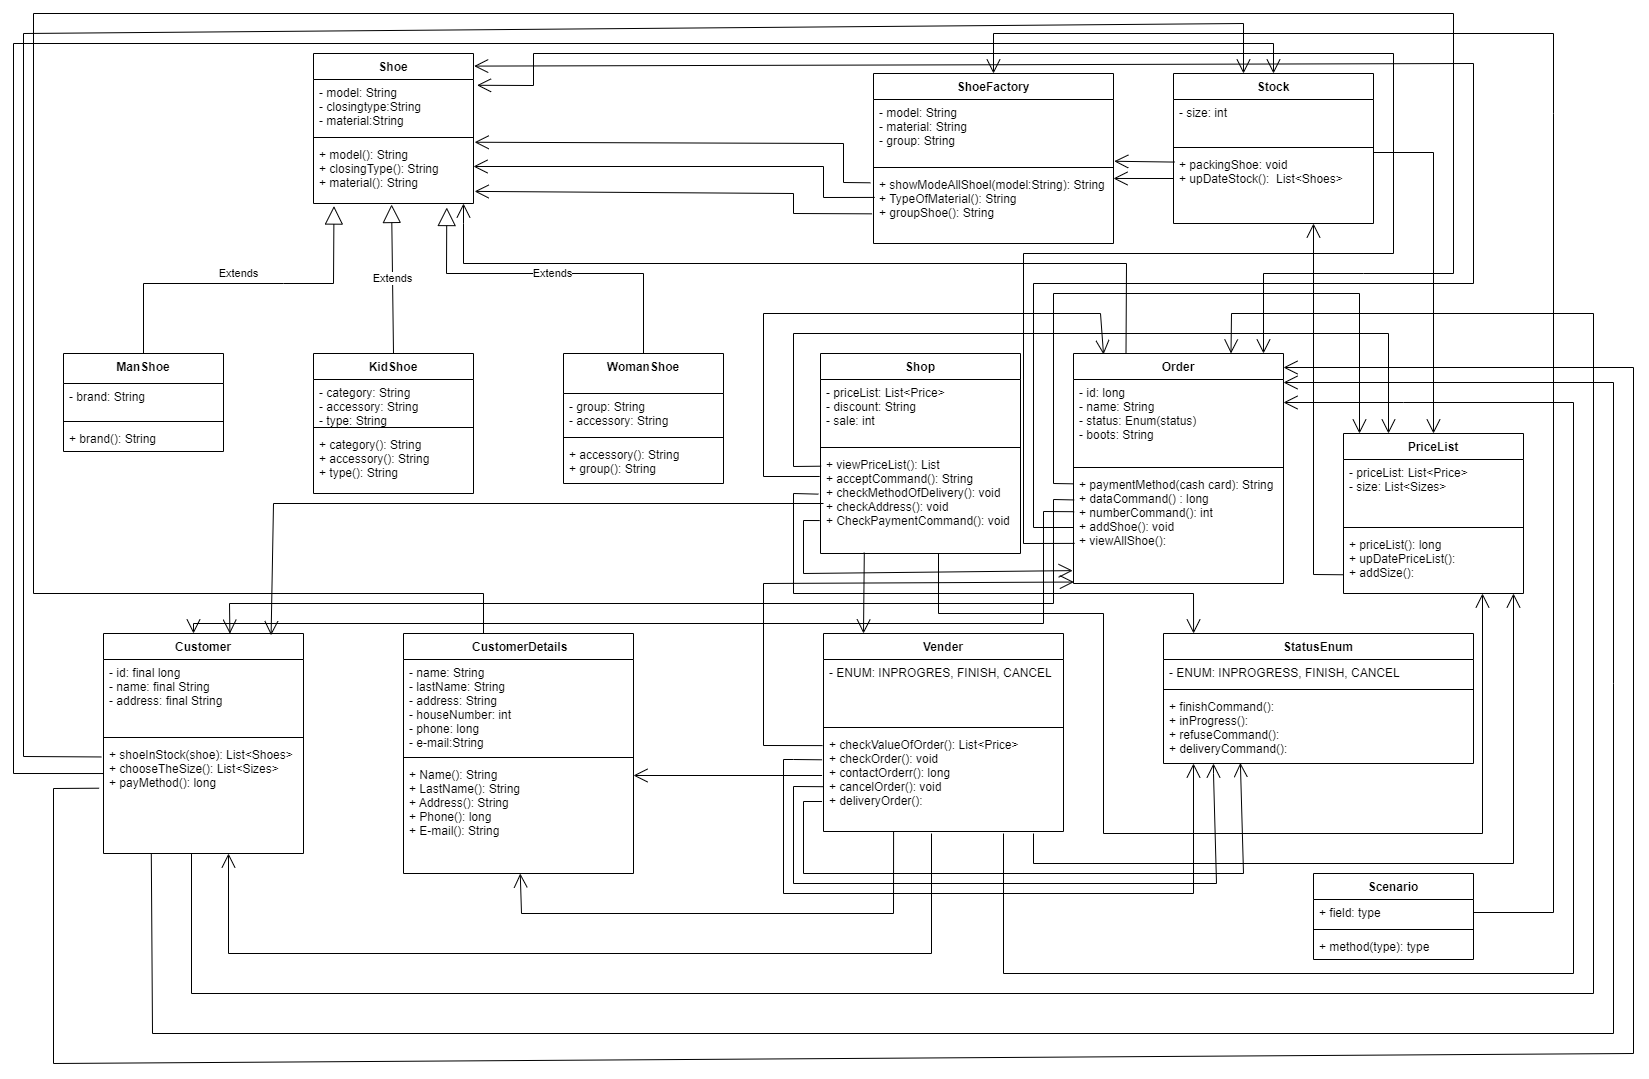 Shoe
- model: String
- closingtype:String
- material:String
+ model(): String
+ closingType(): String
+ material(): String
ShoeFactory
- model: String
- material: String
- group: String
+ showModeAllShoel(model:String): String
+ TypeOfMaterial(): String
+ groupShoe(): String
Stock
- size: int
+ packingShoe: void
+ upDateStock():  List<Shoes>
Extends
Extends
Extends
ManShoe
- brand: String
+ brand(): String
KidShoe
- category: String
- accessory: String
- type: String
+ category(): String
+ accessory(): String
+ type(): String
WomanShoe
- group: String
- accessory: String
+ accessory(): String
+ group(): String
Shop
- priceList: List<Price>
- discount: String
- sale: int
+ viewPriceList(): List
+ acceptCommand(): String
+ checkMethodOfDelivery(): void
+ checkAddress(): void
+ CheckPaymentCommand(): void
Order
- id: long
- name: String
- status: Enum(status)
- boots: String
+ paymentMethod(cash card): String
+ dataCommand() : long
+ numberCommand(): int
+ addShoe(): void
+ viewAllShoe():
PriceList
- priceList: List<Price>
- size: List<Sizes>
+ priceList(): long
+ upDatePriceList():
+ addSize():
Customer
- id: final long
- name: final String
- address: final String
+ shoeInStock(shoe): List<Shoes>
+ chooseTheSize(): List<Sizes>
+ payMethod(): long
CustomerDetails
- name: String
- lastName: String
- address: String
- houseNumber: int
- phone: long
- e-mail:String
+ Name(): String
+ LastName(): String
+ Address(): String
+ Phone(): long
+ E-mail(): String
Vender
- ENUM: INPROGRES, FINISH, CANCEL
+ checkValueOfOrder(): List<Price>
+ checkOrder(): void
+ contactOrderr(): long
+ cancelOrder(): void
+ deliveryOrder():
StatusEnum
- ENUM: INPROGRESS, FINISH, CANCEL
+ finishCommand():
+ inProgress():
+ refuseCommand():
+ deliveryCommand():
Scenario
+ field: type
+ method(type): type